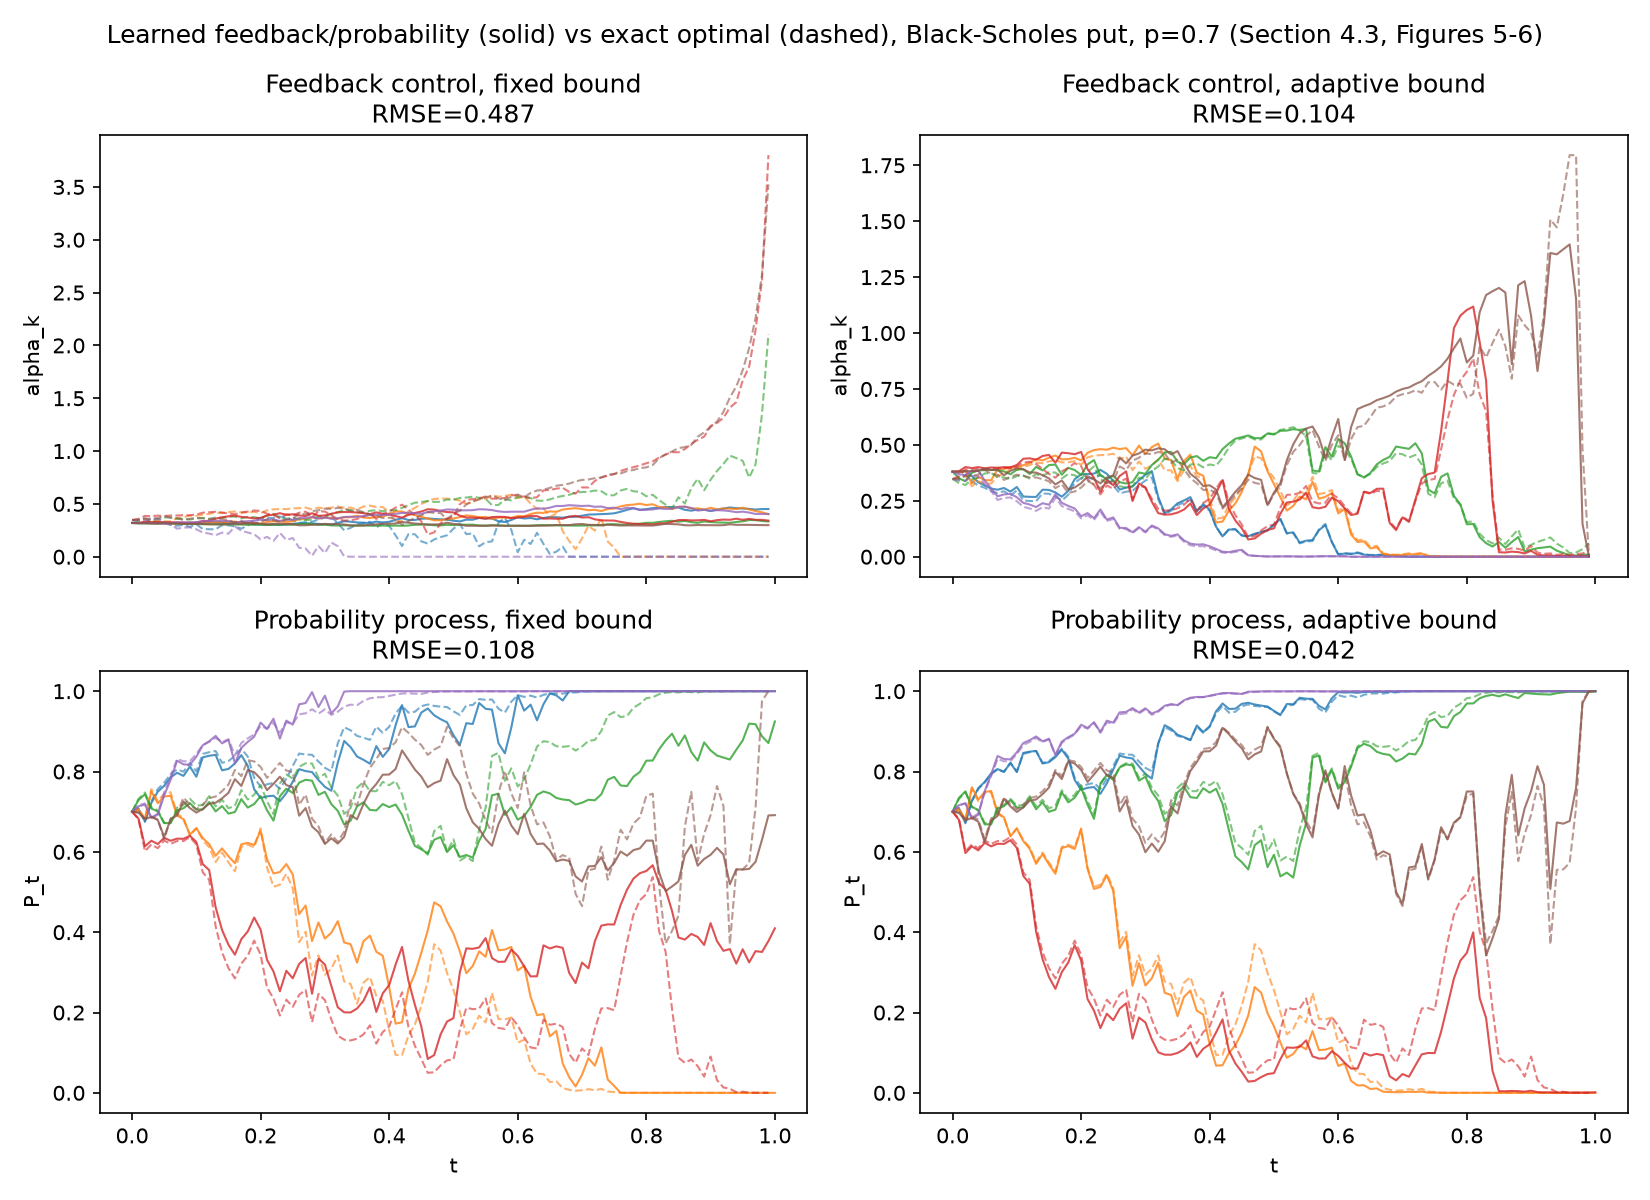 Learned feedback/probability (solid) vs exact optimal (dashed), Black-Scholes put, p=0.7 (Section 4.3, Figures 5-6)
Feedback control, fixed bound
RMSE=0.487
alpha_k
3.5
3.0
2.5
2.0
1.5
1.0
0.5
0.0
Feedback control, adaptive bound
RMSE=0.104
alpha_k
1.75
1.50
1.25
1.00
0.75
0.50
0.25
0.00
Probability process, fixed bound
RMSE=0.108
P_t
1.0
0.8
0.6
0.4
0.2
0.0
0.0 0.2 0.4 0.6 0.8 1.0
t
Probability process, adaptive bound
RMSE=0.042
P_t
1.0
0.8
0.6
0.4
0.2
0.0
0.0 0.2 0.4 0.6 0.8 1.0
t